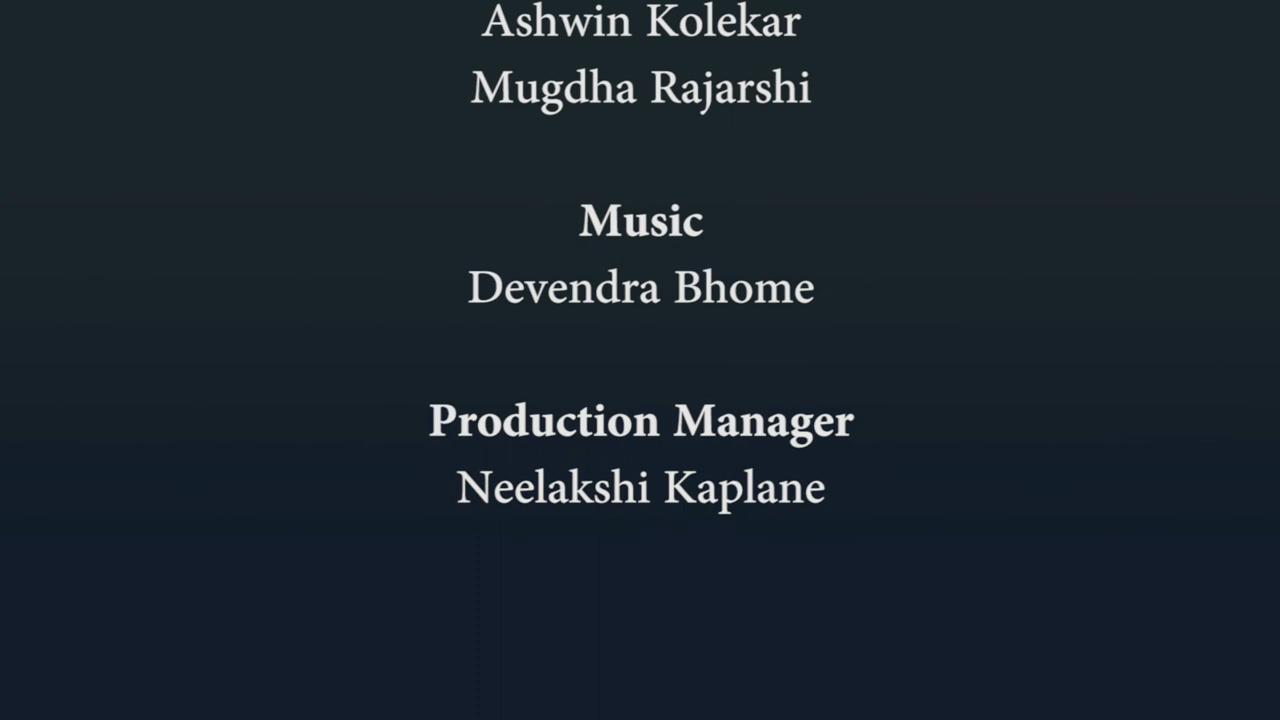 Ashwin Kolekar
Mugdha Rajarshi
Music
Devendra Bhome
Production Manager
Neelakshi Kaplane